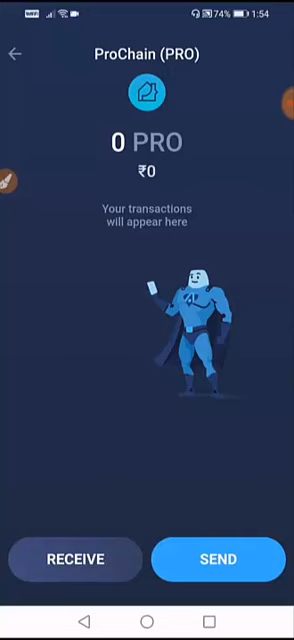 74% 1:54
ProChain (PRO)
0 PRO
₹0
Your transactions
will appear here
RECEIVE
SEND